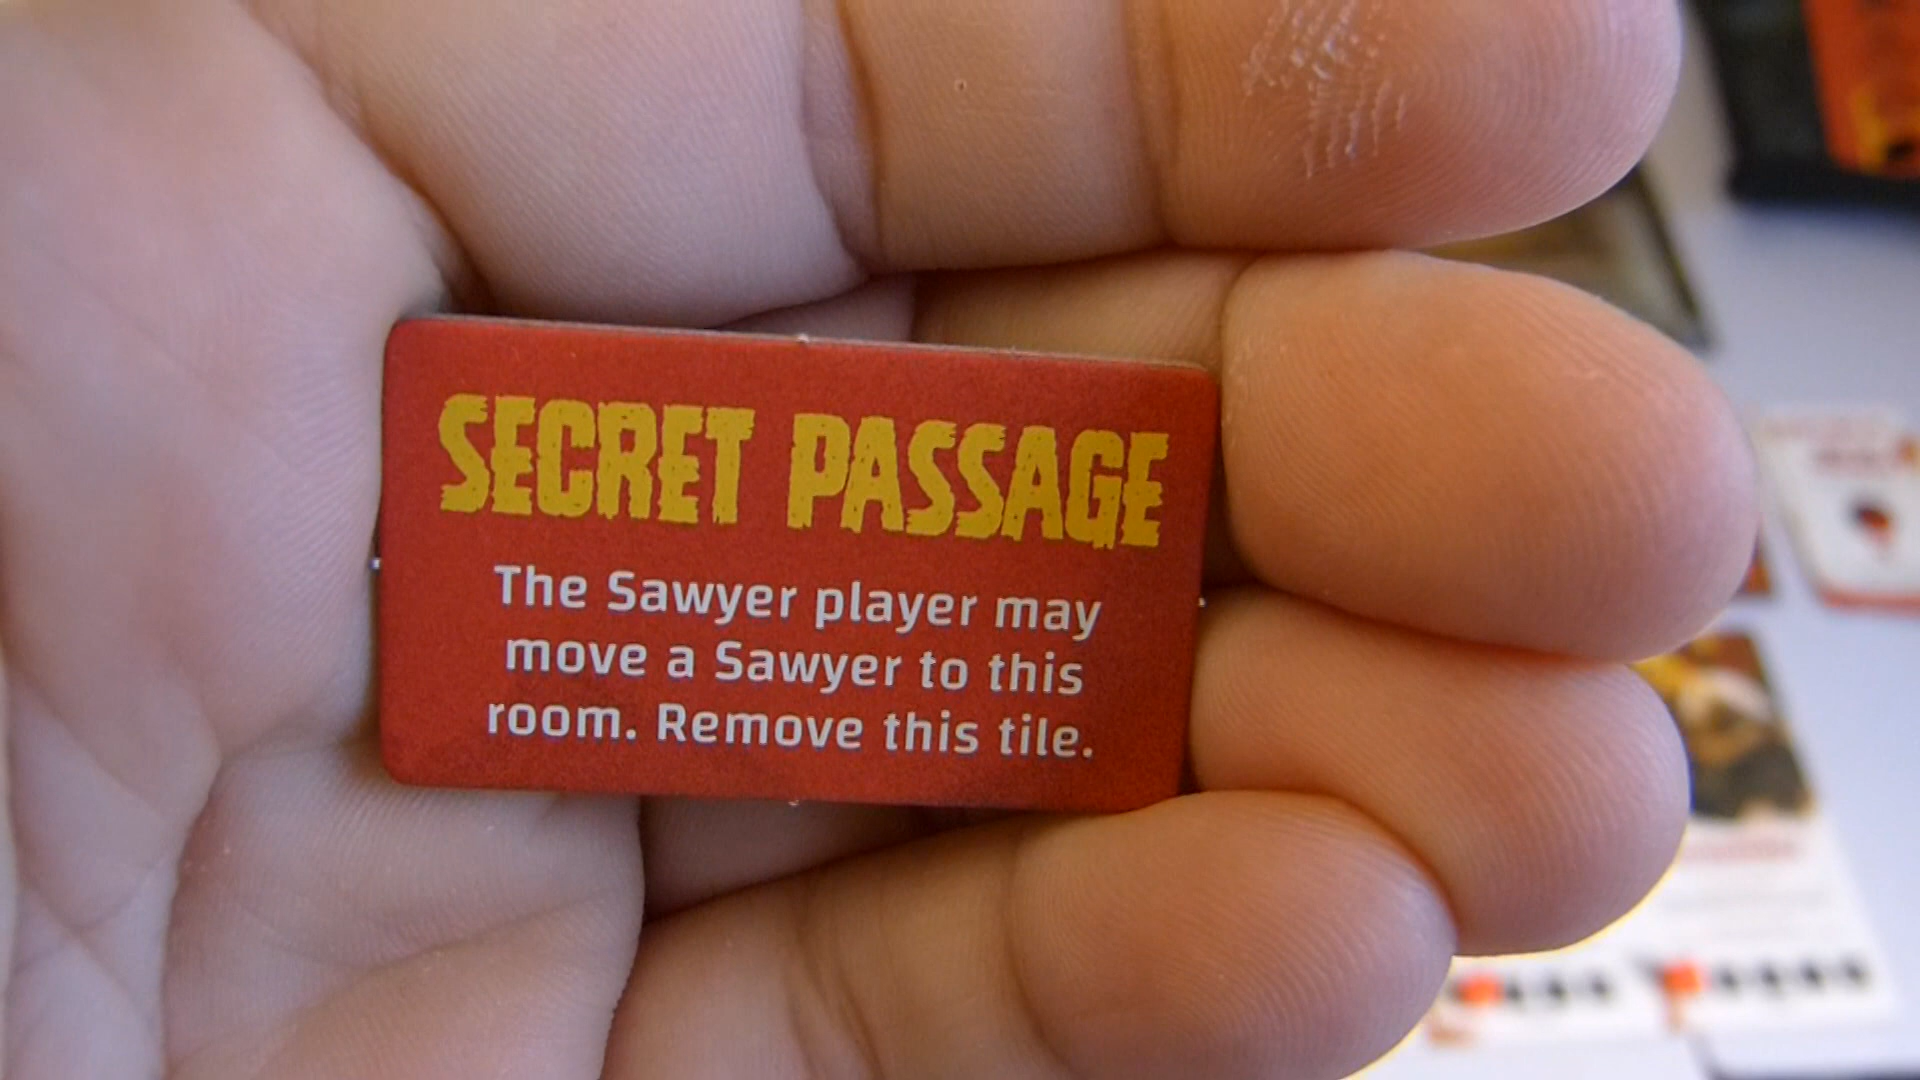 SECRET PASSAGE
The Sawyer player may
move a Sawyer to this
room. Remove this tile.